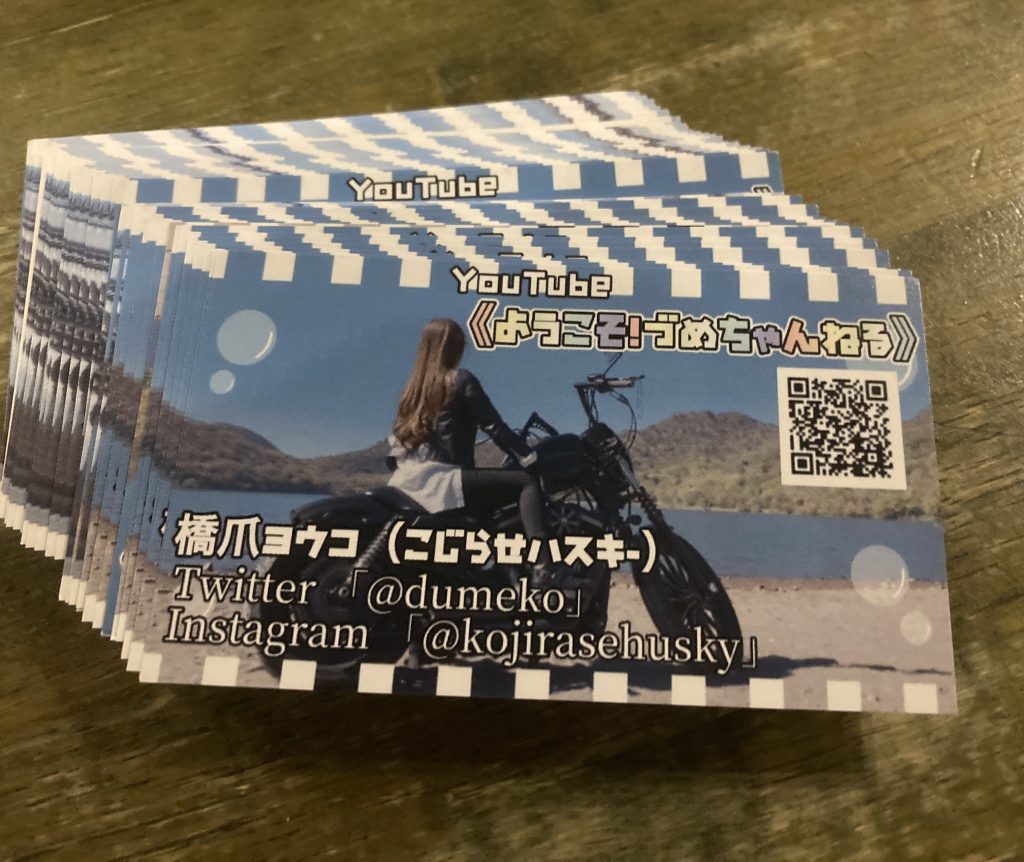 YouTube
YouTube
《ようこそ!づめちゃんねる》
橋爪ヨウコ (こじらせハスキー)
Twitter 「@dumeko」
Instagram 「@kojirasehusky」